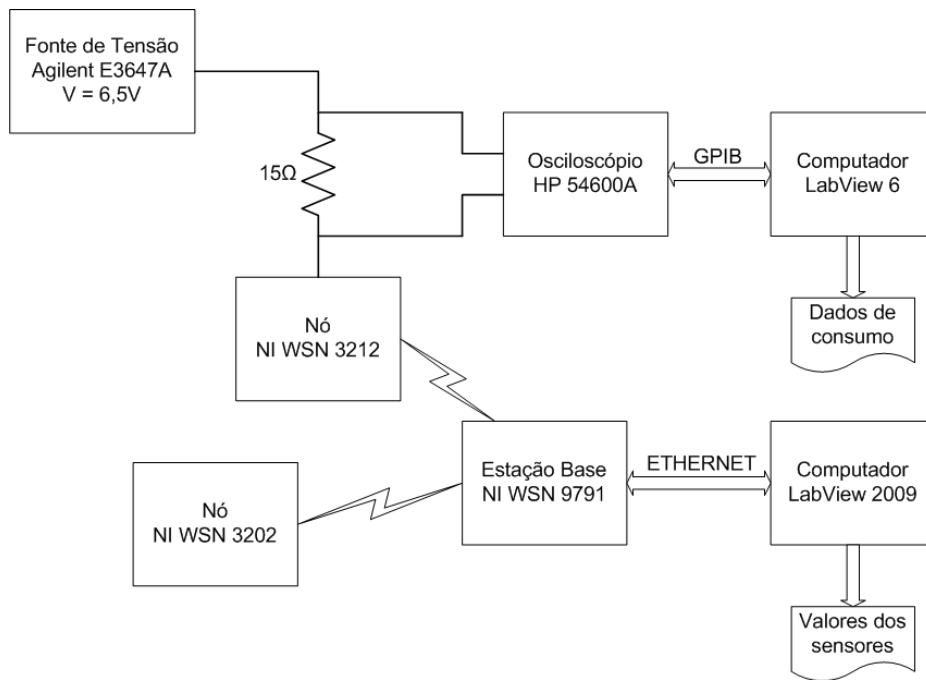 Fonte de Tensão
Agilent E3647A
V = 6,5V
15Ω
Osciloscópio
HP 54600A
GPIB
Computador
LabView 6
Dados de
consumo
Nó
NI WSN 3212
Estação Base
NI WSN 9791
ETHERNET
Computador
LabView 2009
Nó
NI WSN 3202
Valores dos
sensores